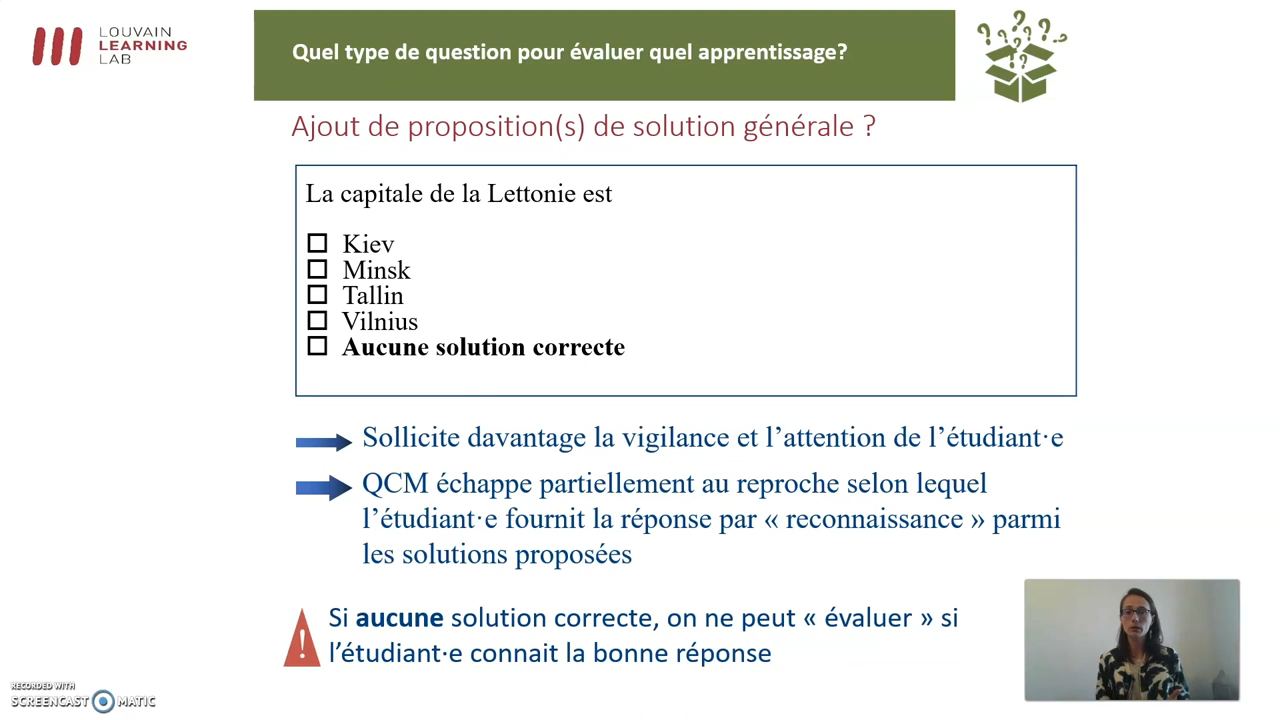 LOUVAIN
LEARNING
LAB
Quel type de question pour évaluer quel apprentissage?
Ajout de proposition(s) de solution générale ?
La capitale de la Lettonie est
Kiev
Minsk
Tallin
Vilnius
Aucune solution correcte
Sollicite davantage la vigilance et l’attention de l’étudiant·e
QCM échappe partiellement au reproche selon lequel
l’étudiant·e fournit la réponse par « reconnaissance » parmi
les solutions proposées
Si aucune solution correcte, on ne peut « évaluer » si
l’étudiant·e connait la bonne réponse
RECORDED WITH
SCREENCAST MATIC